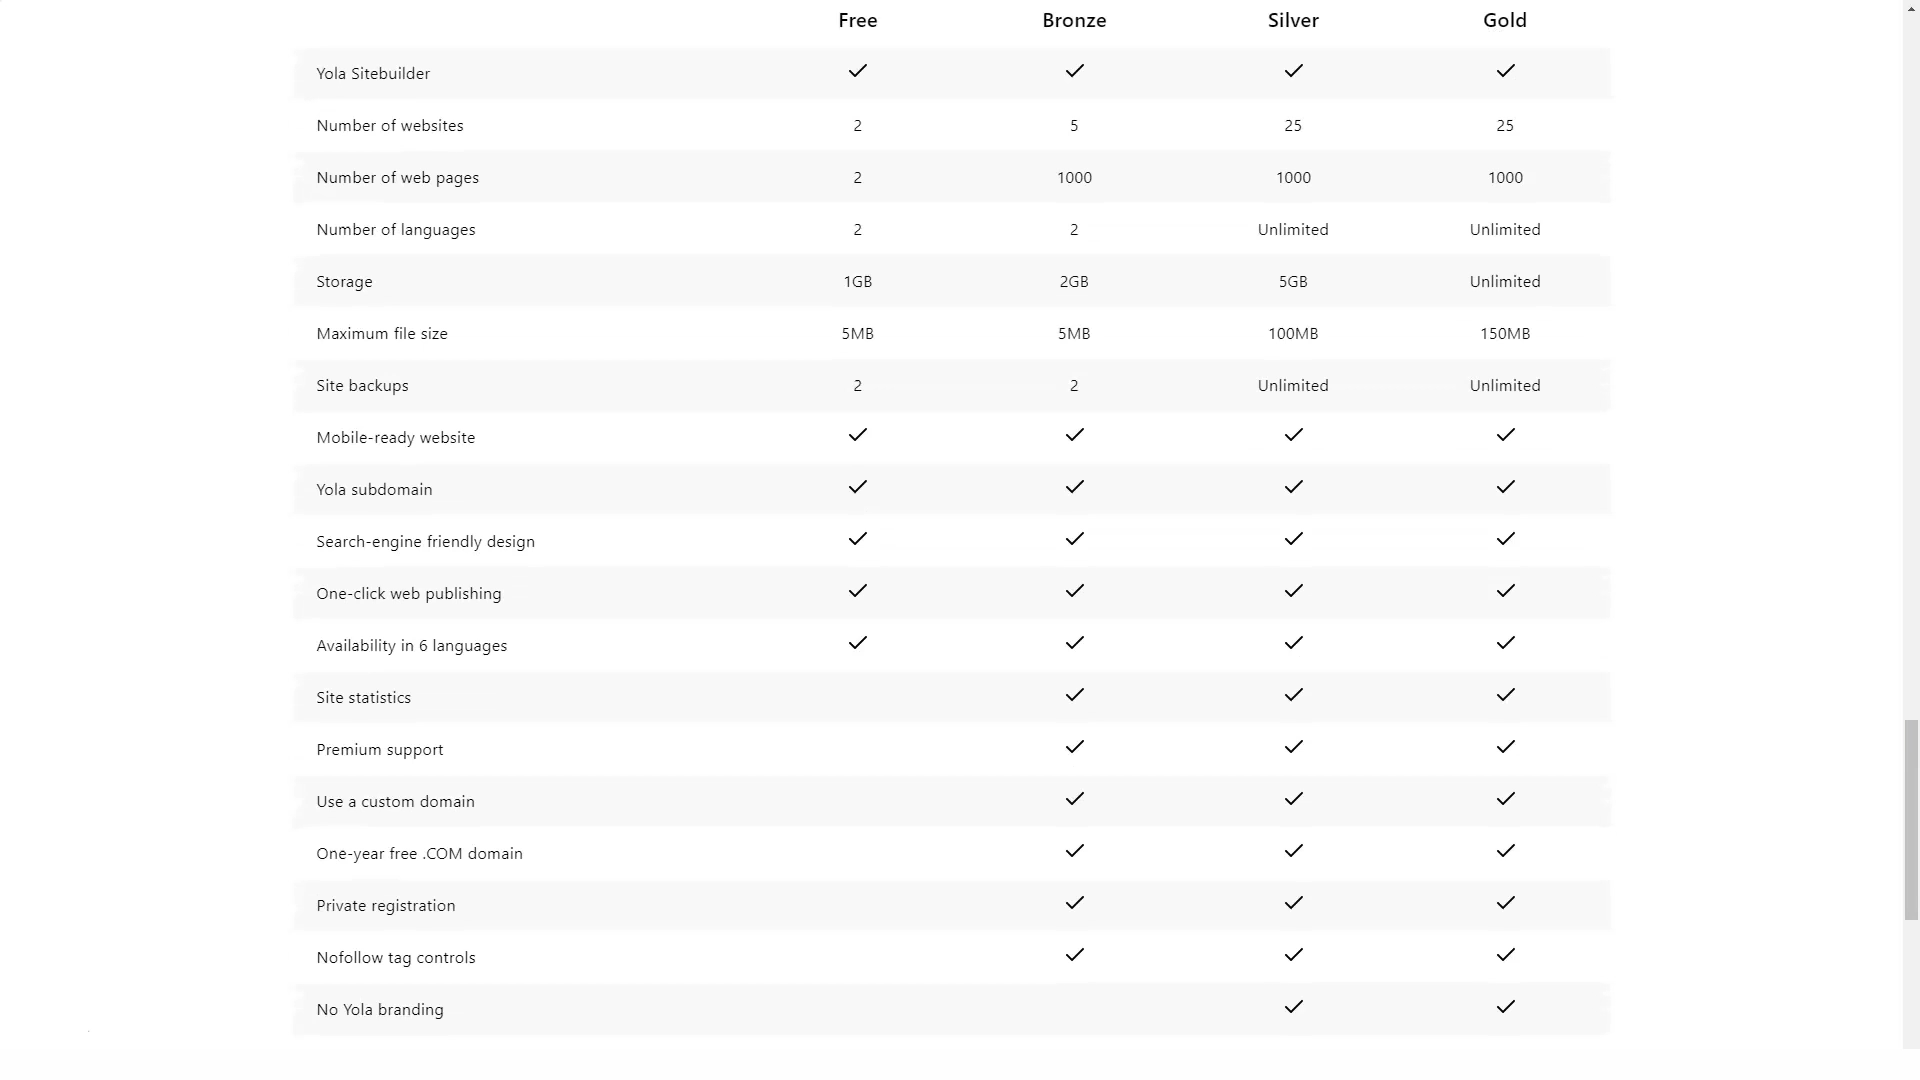 Free Bronze Silver Gold
Yola Sitebuilder ✓ ✓ ✓ ✓
Number of websites 2 5 25 25
Number of web pages 2 1000 1000 1000
Number of languages 2 2 Unlimited Unlimited
Storage 1GB 2GB 5GB Unlimited
Maximum file size 5MB 5MB 100MB 150MB
Site backups 2 2 Unlimited Unlimited
Mobile-ready website ✓ ✓ ✓ ✓
Yola subdomain ✓ ✓ ✓ ✓
Search-engine friendly design ✓ ✓ ✓ ✓
One-click web publishing ✓ ✓ ✓ ✓
Availability in 6 languages ✓ ✓ ✓ ✓
Site statistics ✓ ✓ ✓
Premium support ✓ ✓ ✓
Use a custom domain ✓ ✓ ✓
One-year free .COM domain ✓ ✓ ✓
Private registration ✓ ✓ ✓
Nofollow tag controls ✓ ✓ ✓
No Yola branding ✓ ✓